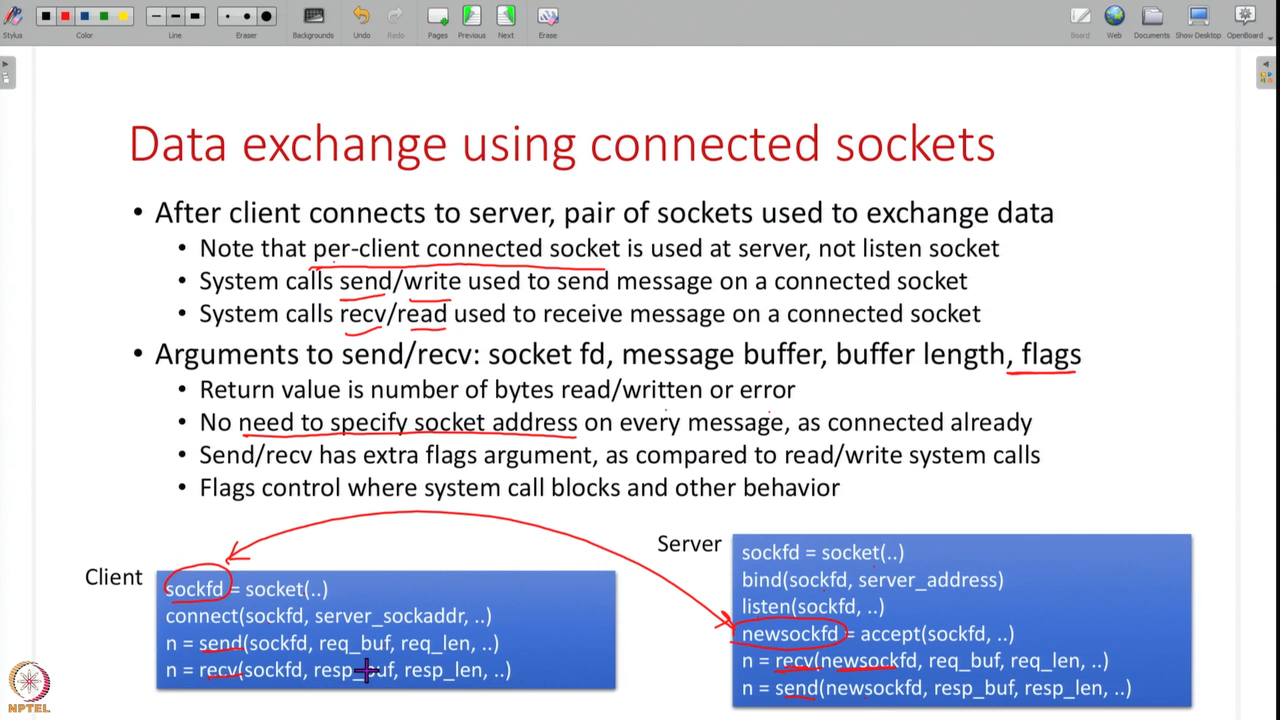 Stylus
Color
Line
Eraser
Backgrounds
Undo
Redo
Pages
Previous
Next
Erase
Board
Web
Documents
Show Desktop
OpenBoard
Data exchange using connected sockets
• After client connects to server, pair of sockets used to exchange data
• Note that per-client connected socket is used at server, not listen socket
• System calls send/write used to send message on a connected socket
• System calls recv/read used to receive message on a connected socket
• Arguments to send/recv: socket fd, message buffer, buffer length, flags
• Return value is number of bytes read/written or error
• No need to specify socket address on every message, as connected already
• Send/recv has extra flags argument, as compared to read/write system calls
• Flags control where system call blocks and other behavior
Client
sockfd = socket(..)
connect(sockfd, server_sockaddr, ..)
n = send(sockfd, req_buf, req_len, ..)
n = recv(sockfd, resp_buf, resp_len, ..)
Server
sockfd = socket(..)
bind(sockfd, server_address)
listen(sockfd, ..)
newsockfd = accept(sockfd, ..)
n = recv(newsockfd, req_buf, req_len, ..)
n = send(newsockfd, resp_buf, resp_len, ..)
NPTEL